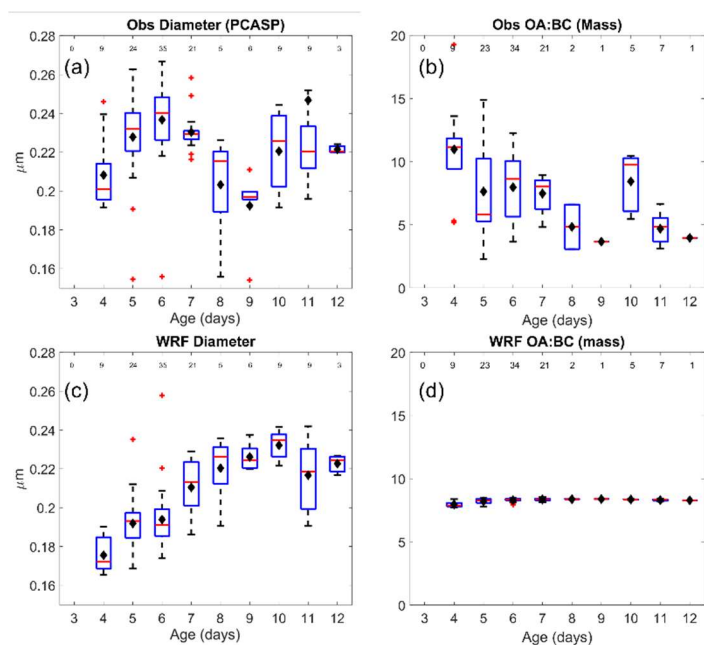 Obs Diameter (PCASP)
0 9 24 35 21 5 6 9 9 3
(a)
0.28
0.26
0.24
0.22
0.2
0.18
0.16
μm
3 4 5 6 7 8 9 10 11 12
Age (days)
Obs OA:BC (Mass)
0 9 23 34 21 2 1 5 7 1
(b)
20
15
10
5
0
3 4 5 6 7 8 9 10 11 12
Age (days)
WRF Diameter
0 9 24 35 21 5 6 9 9 3
(c)
0.28
0.26
0.24
0.22
0.2
0.18
0.16
μm
3 4 5 6 7 8 9 10 11 12
Age (days)
WRF OA:BC (mass)
0 9 23 34 21 2 1 5 7 1
(d)
20
15
10
5
0
3 4 5 6 7 8 9 10 11 12
Age (days)